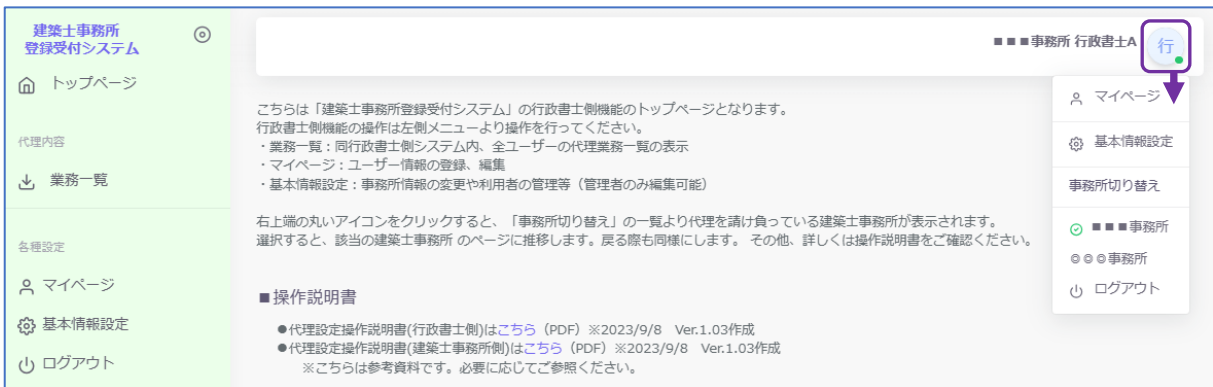 建築士事務所
登録受付システム
トップページ
代理内容
業務一覧
各種設定
マイページ
基本情報設定
ログアウト
■■■事務所 行政書士A
行
マイページ
基本情報設定
事務所切り替え
■■■事務所
◎◎◎事務所
ログアウト
こちらは「建築士事務所登録受付システム」の行政書士側機能のトップページとなります。
行政書士側機能の操作は左側メニューより操作を行ってください。
・業務一覧：同行政書士側システム内、全ユーザーの代理業務一覧の表示
・マイページ：ユーザー情報の登録、編集
・基本情報設定：事務所情報の変更や利用者の管理等（管理者のみ編集可能）
右上端の丸いアイコンをクリックすると、「事務所切り替え」の一覧より代理を請け負っている建築士事務所が表示されます。
選択すると、該当の建築士事務所 のページに推移します。戻る際も同様にします。 その他、詳しくは操作説明書をご確認ください。
■操作説明書
●代理設定操作説明書(行政書士側)はこちら（PDF）※2023/9/8　Ver.1.03作成
●代理設定操作説明書(建築士事務所側)はこちら（PDF）※2023/9/8　Ver.1.03作成
※こちらは参考資料です。必要に応じてご参照ください。